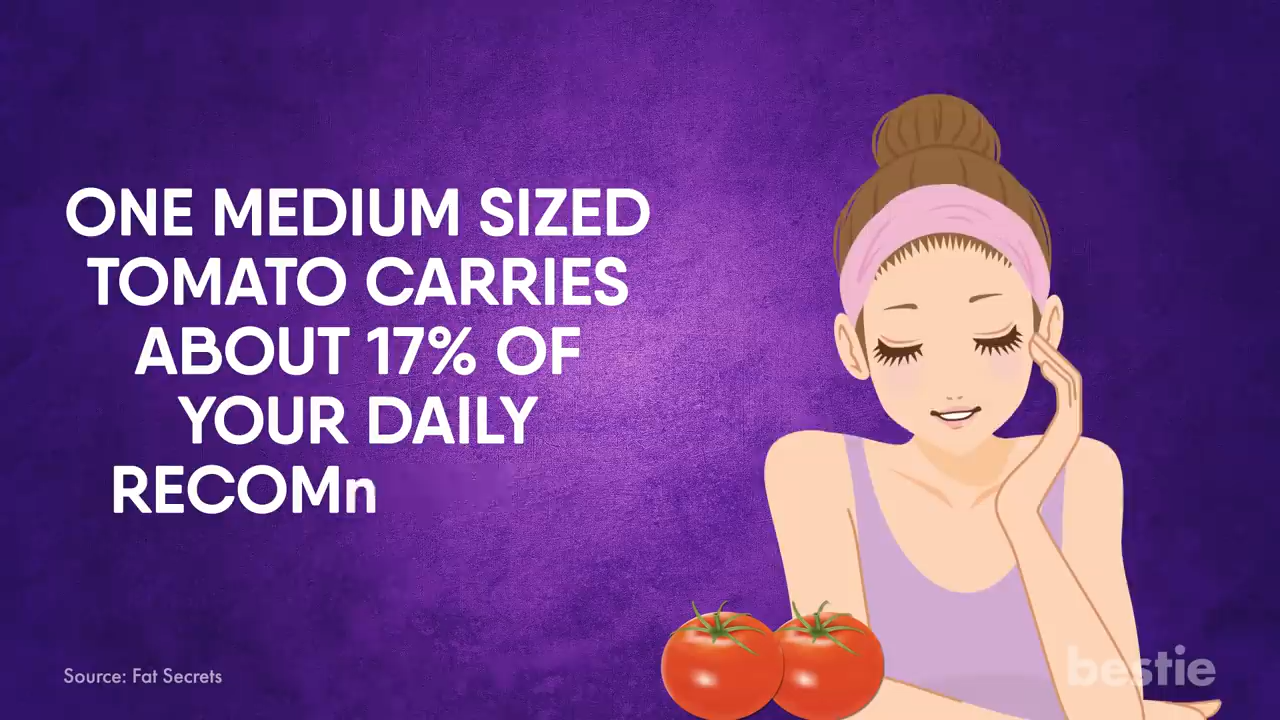 ONE MEDIUM SIZED
TOMATO CARRIES
ABOUT 17% OF
YOUR DAILY
RECOMn
Source: Fat Secrets
bestie